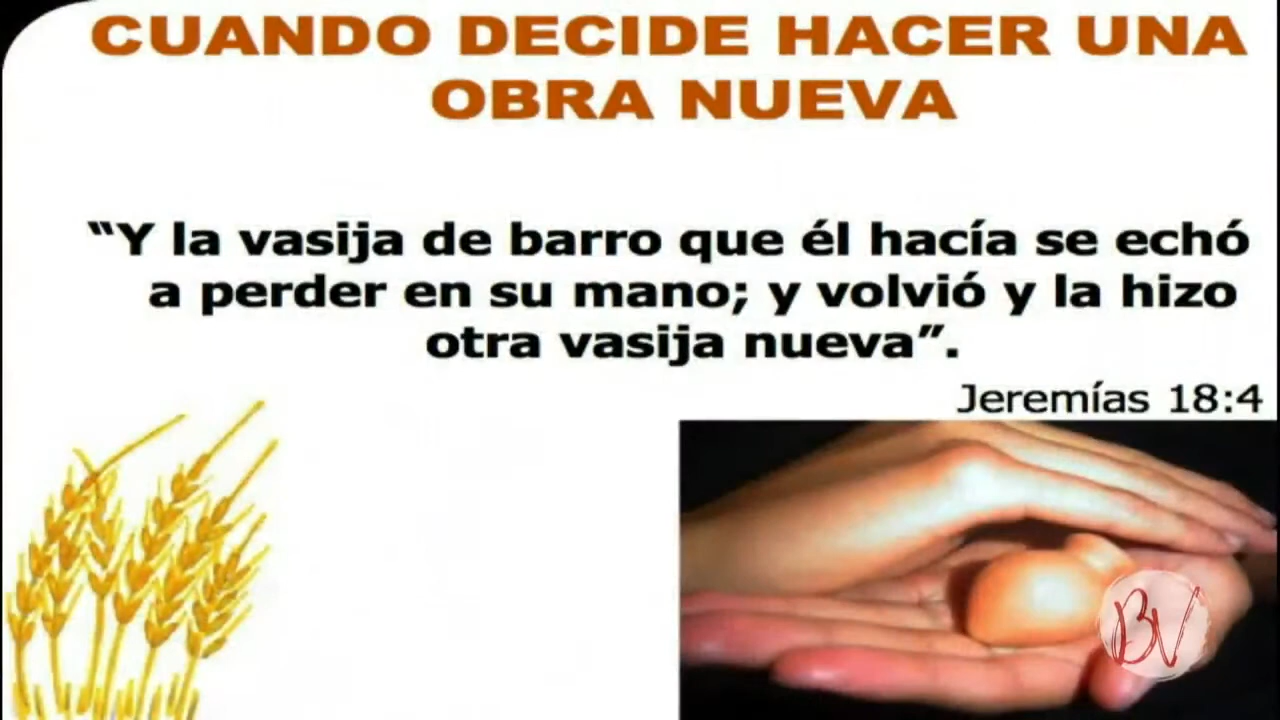 CUANDO DECIDE HACER UNA
OBRA NUEVA
“Y la vasija de barro que él hacía se echó
a perder en su mano; y volvió y la hizo
otra vasija nueva”.
Jeremías 18:4
BV